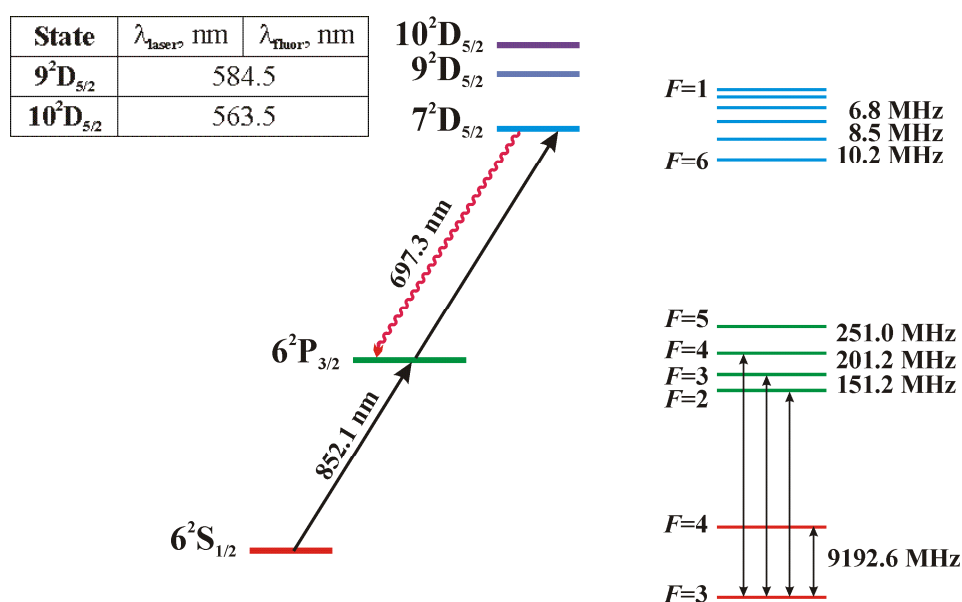 State λlaser, nm λfluor, nm
9²D5/2 584.5
10²D5/2 563.5
10²D5/2
9²D5/2
7²D5/2
697.3 nm
6²P3/2
852.1 nm
6²S1/2
F=1
6.8 MHz
8.5 MHz
F=6
10.2 MHz
F=5
251.0 MHz
F=4
201.2 MHz
F=3
151.2 MHz
F=2
F=4
9192.6 MHz
F=3